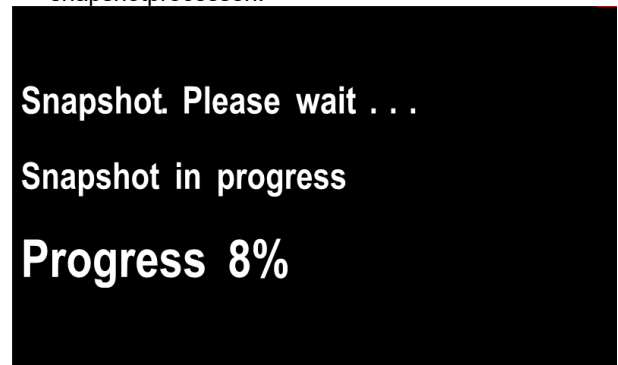 Snapshot. Please wait . . .
Snapshot in progress
Progress 8%